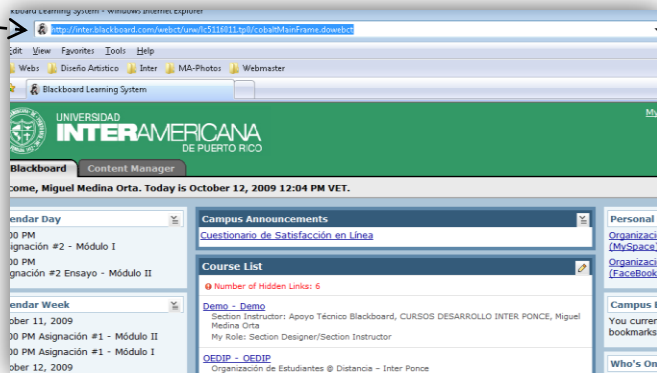 Blackboard Learning System - Windows Internet Explorer
http://inter.blackboard.com/webct/urw/lc5116011.tp0/cobaltMainFrame.dowebct
Edit View Favorites Tools Help
Webs Diseño Artistico Inter MA-Photos Webmaster
Blackboard Learning System
UNIVERSIDAD
INTERAMERICANA
DE PUERTO RICO
My
Blackboard Content Manager
come, Miguel Medina Orta. Today is October 12, 2009 12:04 PM VET.
endar Day
00 PM
signación #2 - Módulo I
00 PM
gnación #2 Ensayo - Módulo II
endar Week
ober 11, 2009
00 PM Asignación #1 - Módulo II
00 PM Asignación #1 - Módulo I
ober 12, 2009
Campus Announcements
Cuestionario de Satisfacción en Línea
Course List
Number of Hidden Links: 6
Demo - Demo
Section Instructor: Apoyo Técnico Blackboard, CURSOS DESARROLLO INTER PONCE, Miguel
Medina Orta
My Role: Section Designer/Section Instructor
OEDIP - OEDIP
Organización de Estudiantes @ Distancia - Inter Ponce
Personal
Organizaci
(MySpace)
Organizaci
(FaceBook
Campus B
You curren
bookmarks
Who's On